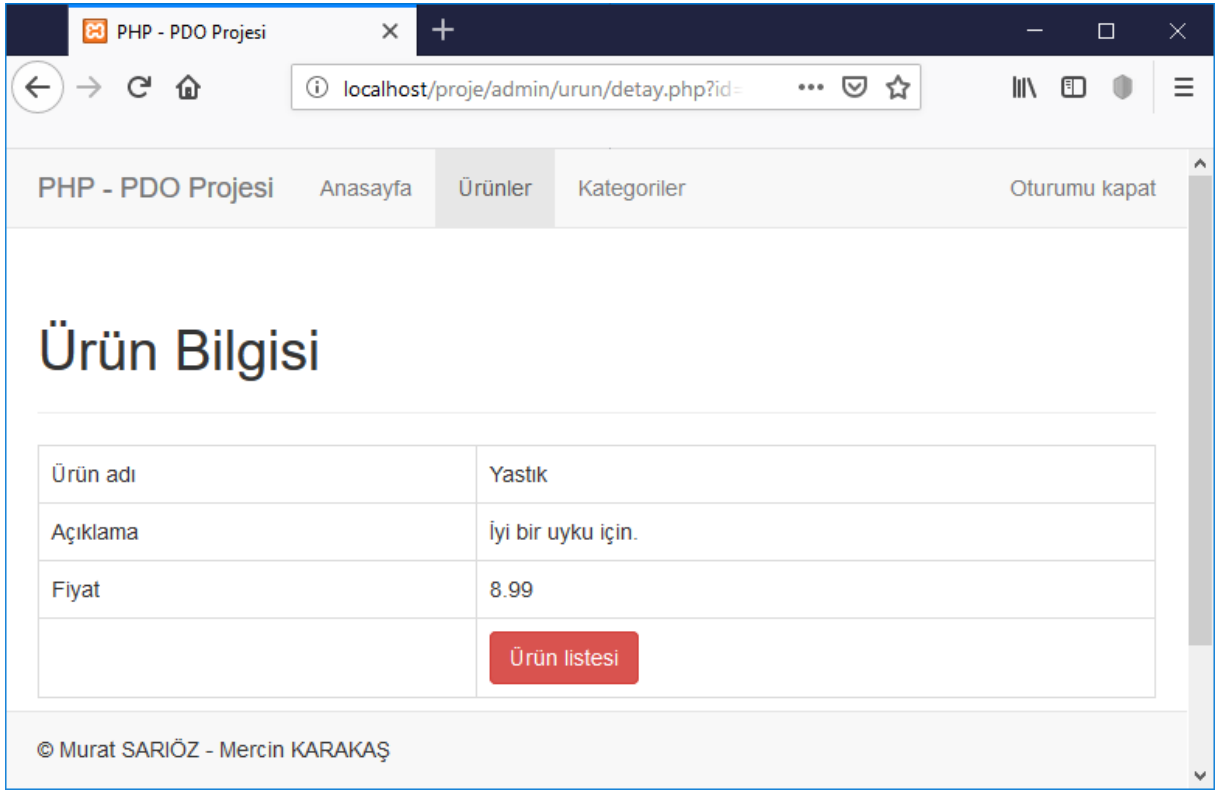 PHP - PDO Projesi
localhost/proje/admin/urun/detay.php?id=
PHP - PDO Projesi Anasayfa Ürünler Kategoriler Oturumu kapat
Ürün Bilgisi
Ürün adı Yastık
Açıklama İyi bir uyku için.
Fiyat 8.99
Ürün listesi
© Murat SARIÖZ - Mercin KARAKAŞ